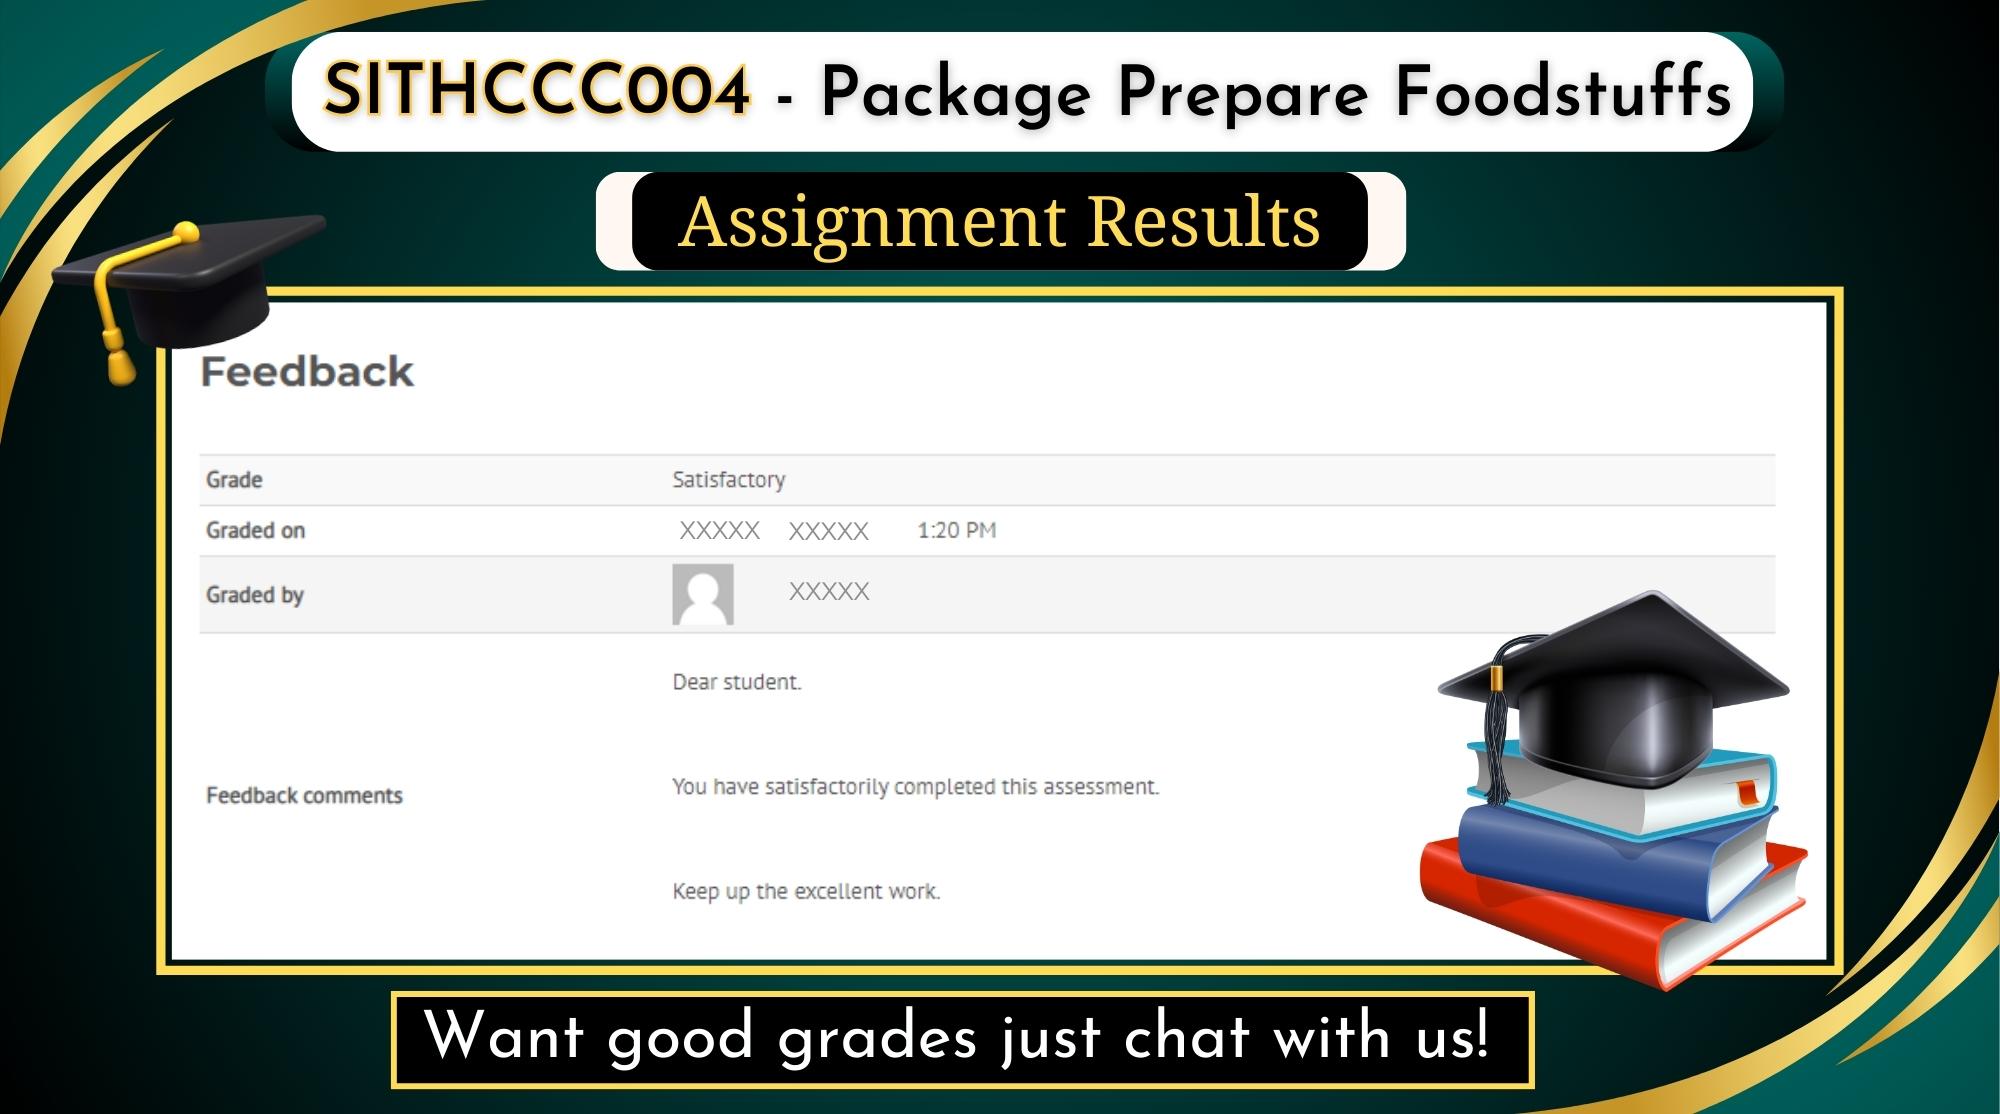 SITHCCC004 - Package Prepare Foodstuffs
Assignment Results
Feedback
Grade Satisfactory
Graded on XXXXX XXXXX 1:20 PM
Graded by XXXXX
Feedback comments
Dear student.
You have satisfactorily completed this assessment.
Keep up the excellent work.
Want good grades just chat with us!